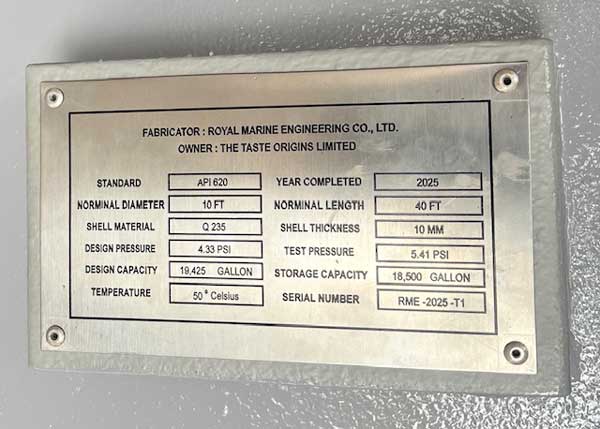 FABRICATOR : ROYAL MARINE ENGINEERING CO., LTD.
OWNER : THE TASTE ORIGINS LIMITED
STANDARD API 620 YEAR COMPLETED 2025
NORMINAL DIAMETER 10 FT NORMINAL LENGTH 40 FT
SHELL MATERIAL Q 235 SHELL THICKNESS 10 MM
DESIGN PRESSURE 4.33 PSI TEST PRESSURE 5.41 PSI
DESIGN CAPACITY 19,425 GALLON STORAGE CAPACITY 18,500 GALLON
TEMPERATURE 50° Celsius SERIAL NUMBER RME -2025 -T1